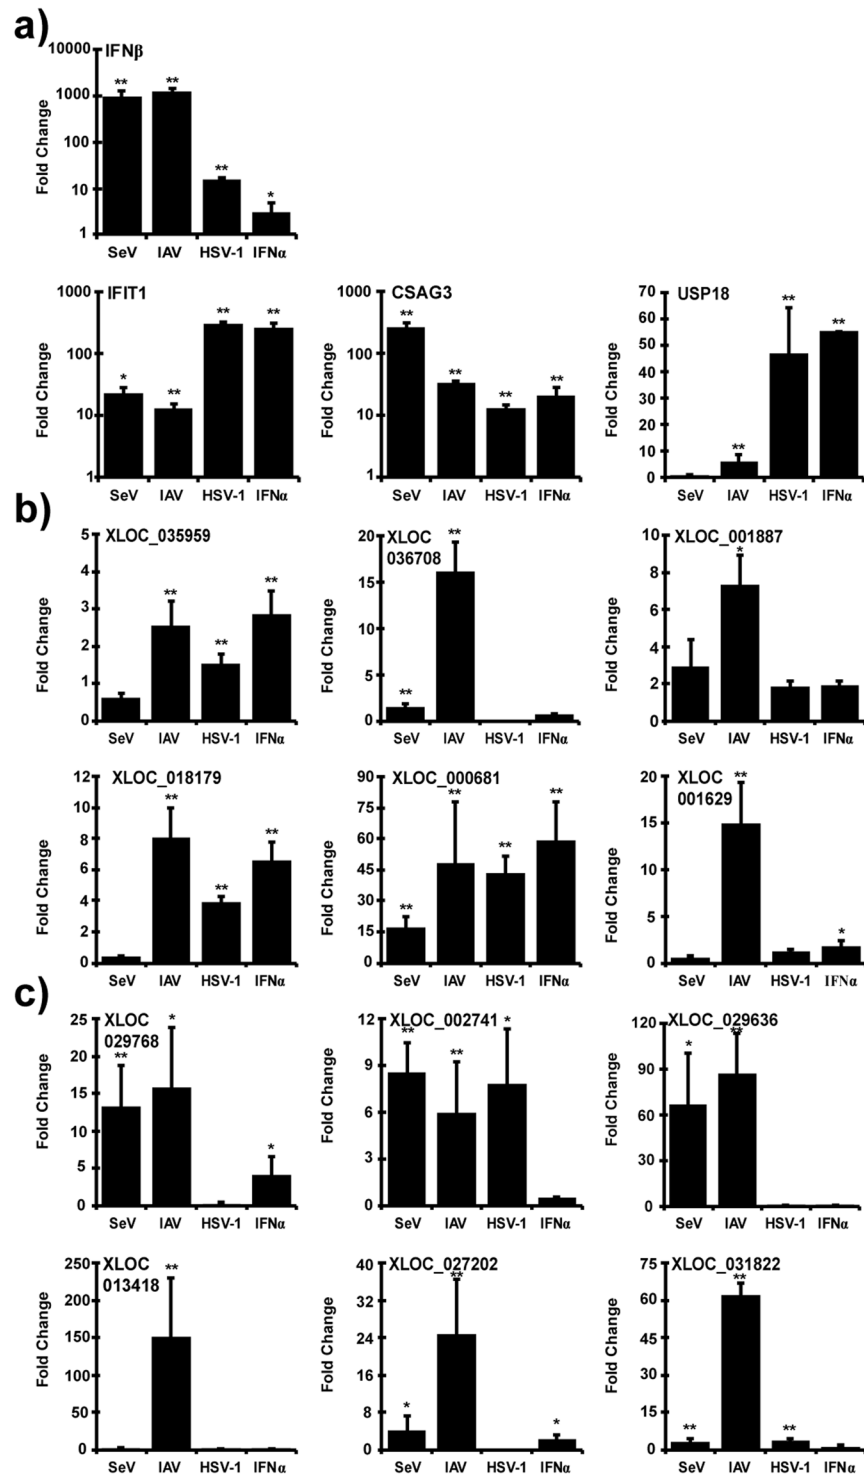 a)
IFNβ
Fold Change
10000
1000
100
10
1
** ** ** *
SeV IAV HSV-1 IFNα
IFIT1
Fold Change
1000
100
10
1
* ** ** **
SeV IAV HSV-1 IFNα
CSAG3
Fold Change
1000
100
10
1
** ** ** **
SeV IAV HSV-1 IFNα
USP18
Fold Change
70
60
50
40
30
20
10
0
** ** **
SeV IAV HSV-1 IFNα
b)
XLOC_035959
Fold Change
5
4
3
2
1
0
** ** **
SeV IAV HSV-1 IFNα
XLOC
036708
Fold Change
20
15
10
5
0
** **
SeV IAV HSV-1 IFNα
XLOC_001887
Fold Change
10
8
6
4
2
0
*
SeV IAV HSV-1 IFNα
XLOC_018179
Fold Change
12
10
8
6
4
2
0
** ** **
SeV IAV HSV-1 IFNα
XLOC_000681
Fold Change
90
75
60
45
30
15
0
** ** ** **
SeV IAV HSV-1 IFNα
XLOC
001629
Fold Change
20
15
10
5
0
** *
SeV IAV HSV-1 IFNα
c)
XLOC
029768
Fold Change
25
20
15
10
5
0
** * *
SeV IAV HSV-1 IFNα
XLOC_002741
Fold Change
12
9
6
3
0
** ** *
SeV IAV HSV-1 IFNα
XLOC_029636
Fold Change
120
90
60
30
0
* **
SeV IAV HSV-1 IFNα
XLOC
013418
Fold Change
250
200
150
100
50
0
**
SeV IAV HSV-1 IFNα
XLOC_027202
Fold Change
40
32
24
16
8
0
* ** *
SeV IAV HSV-1 IFNα
XLOC_031822
Fold Change
75
60
45
30
15
0
** ** **
SeV IAV HSV-1 IFNα